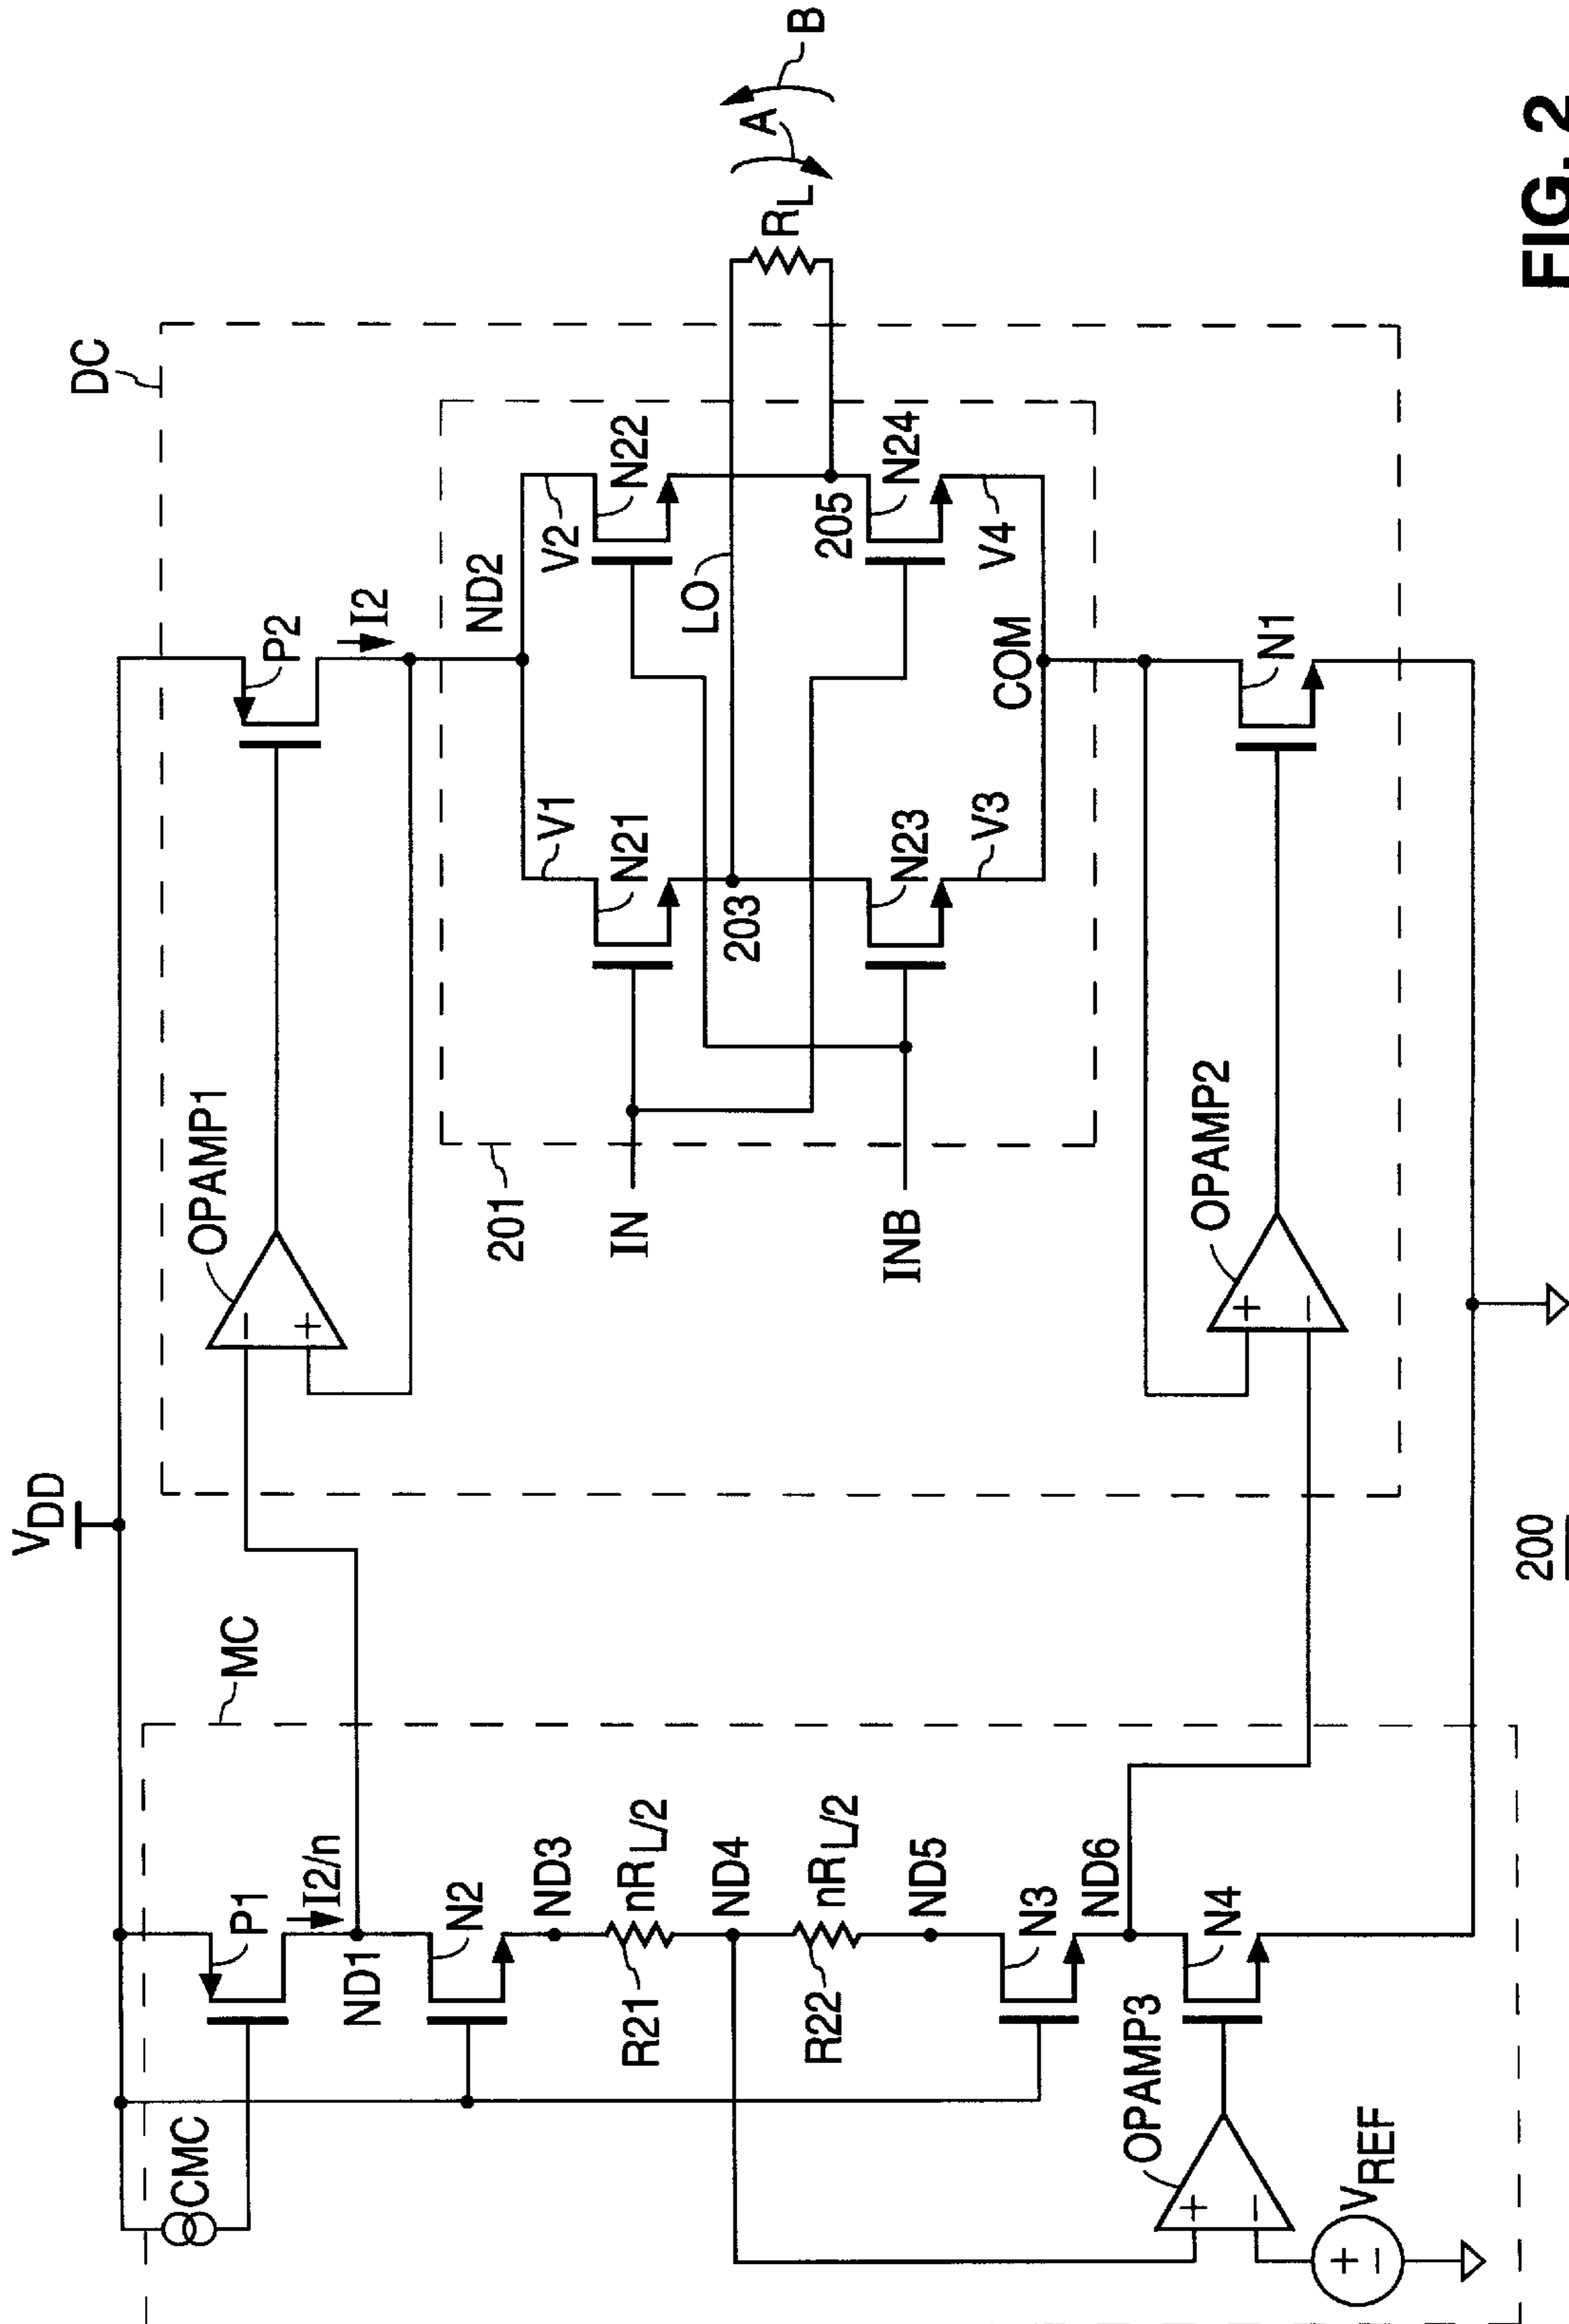 VDD
DC
MC
OPAMP1
P2
I2
CMC
P1
I2/n
ND1
ND2
V1
V2
N2
N21
N22
201
IN
ND3
203
LO
RL
A
B
R21
nRL/2
ND4
205
R22
nRL/2
ND5
INB
N23
N24
V3
V4
N3
COM
ND6
OPAMP3
N4
OPAMP2
N1
+
−
VREF
+
−
−
+
+
−
200
FIG. 2